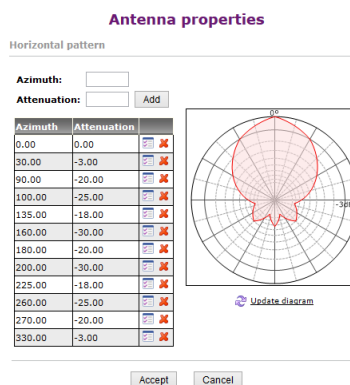 Antenna properties
Horizontal pattern
Azimuth:
Attenuation: Add
Azimuth Attenuation
0.00 0.00
30.00 -3.00
90.00 -20.00
100.00 -25.00
135.00 -18.00
160.00 -30.00
180.00 -20.00
200.00 -30.00
225.00 -18.00
260.00 -25.00
270.00 -20.00
330.00 -3.00
0º
-3d
Update diagram
Accept Cancel